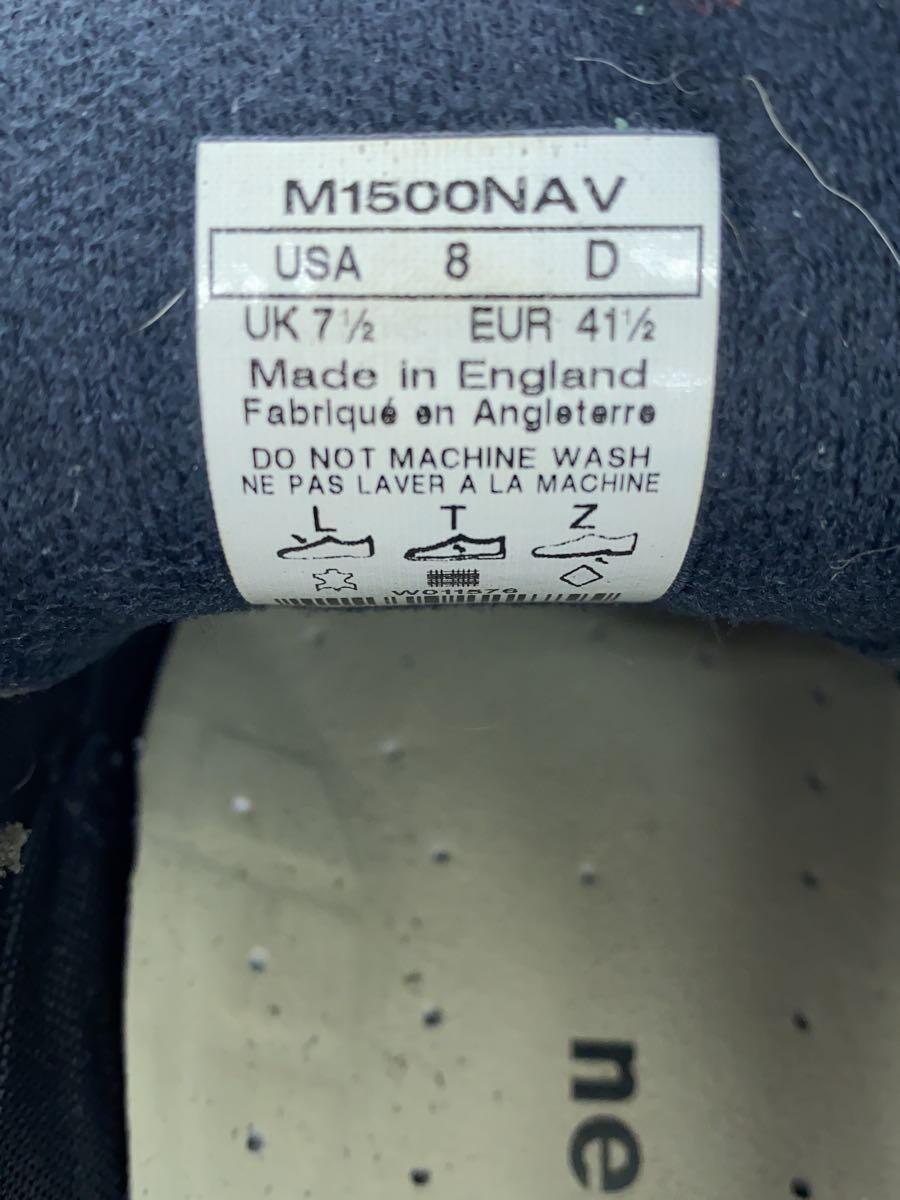 M1500NAV
USA 8 D
UK 7½ EUR 41½
Made in England
Fabriqué en Angleterre
DO NOT MACHINE WASH
NE PAS LAVER A LA MACHINE
L T Z
ne